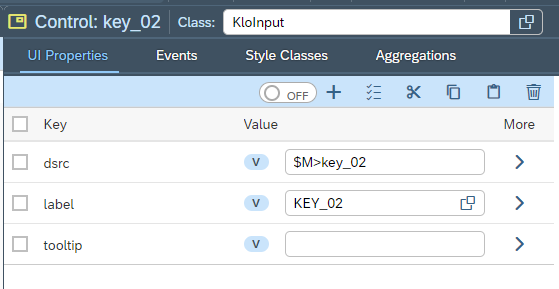 Control: key_02 Class: KloInput
UI Properties Events Style Classes Aggregations
OFF
Key Value More
dsrc V $M>key_02
label V KEY_02
tooltip V